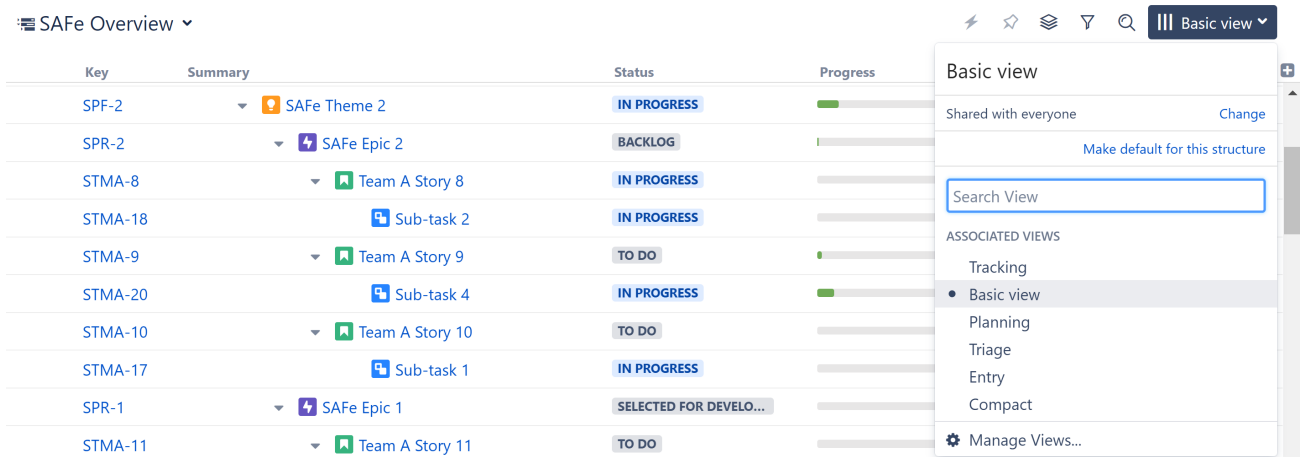 SAFe Overview
Basic view
Key Summary Status Progress
SPF-2 SAFe Theme 2 IN PROGRESS
SPR-2 SAFe Epic 2 BACKLOG
STMA-8 Team A Story 8 IN PROGRESS
STMA-18 Sub-task 2 IN PROGRESS
STMA-9 Team A Story 9 TO DO
STMA-20 Sub-task 4 IN PROGRESS
STMA-10 Team A Story 10 TO DO
STMA-17 Sub-task 1 IN PROGRESS
SPR-1 SAFe Epic 1 SELECTED FOR DEVELO...
STMA-11 Team A Story 11 TO DO
Basic view
Shared with everyone Change
Make default for this structure
Search View
ASSOCIATED VIEWS
Tracking
Basic view
Planning
Triage
Entry
Compact
Manage Views...